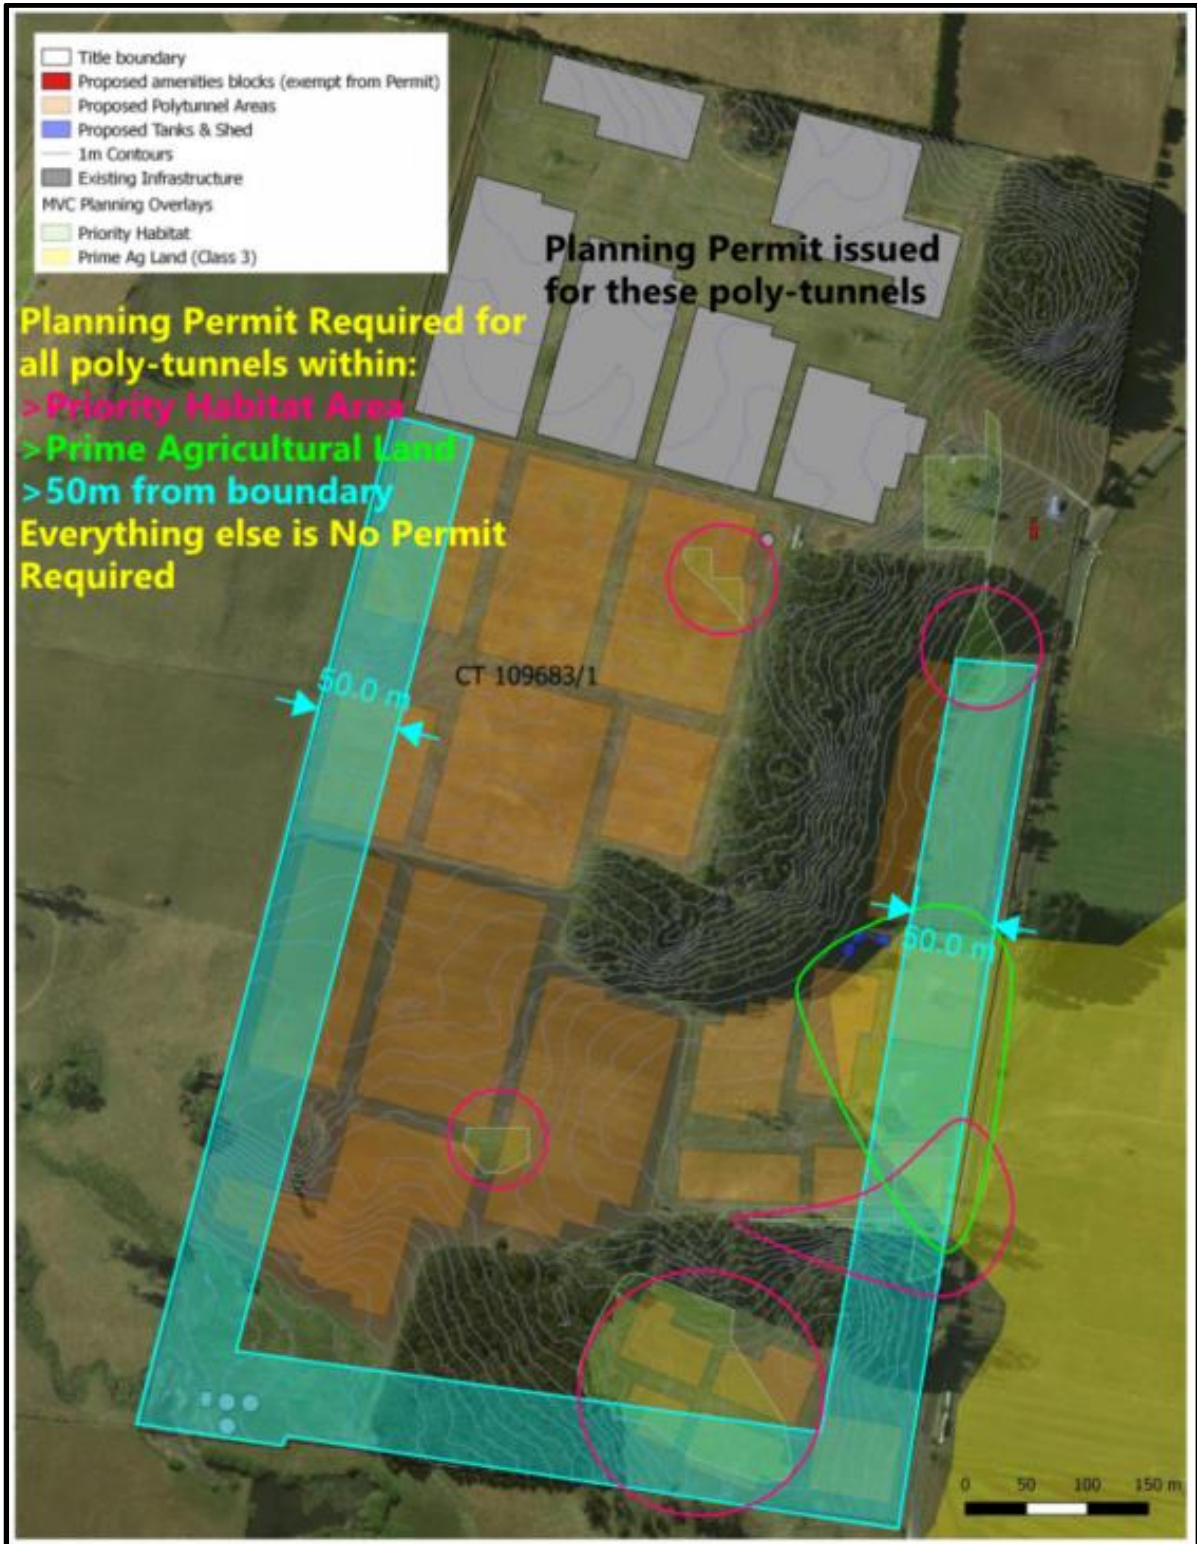 Title boundary
Proposed amenities blocks (exempt from Permit)
Proposed Polytunnel Areas
Proposed Tanks & Shed
1m Contours
Existing Infrastructure
MVC Planning Overlays
Priority Habitat
Prime Ag Land (Class 3)
Planning Permit issued
for these poly-tunnels
Planning Permit Required for
all poly-tunnels within:
>Priority Habitat Area
>Prime Agricultural Land
>50m from boundary
Everything else is No Permit
Required
CT 109683/1
50.0 m
50.0 m
0 50 100 150 m